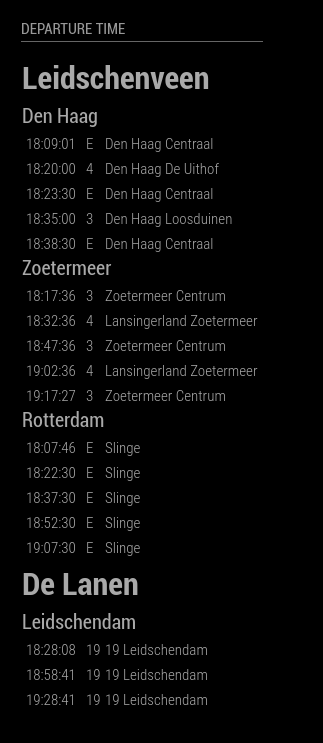 DEPARTURE TIME
Leidschenveen
Den Haag
18:09:01 E Den Haag Centraal
18:20:00 4 Den Haag De Uithof
18:23:30 E Den Haag Centraal
18:35:00 3 Den Haag Loosduinen
18:38:30 E Den Haag Centraal
Zoetermeer
18:17:36 3 Zoetermeer Centrum
18:32:36 4 Lansingerland Zoetermeer
18:47:36 3 Zoetermeer Centrum
19:02:36 4 Lansingerland Zoetermeer
19:17:27 3 Zoetermeer Centrum
Rotterdam
18:07:46 E Slinge
18:22:30 E Slinge
18:37:30 E Slinge
18:52:30 E Slinge
19:07:30 E Slinge
De Lanen
Leidschendam
18:28:08 19 19 Leidschendam
18:58:41 19 19 Leidschendam
19:28:41 19 19 Leidschendam